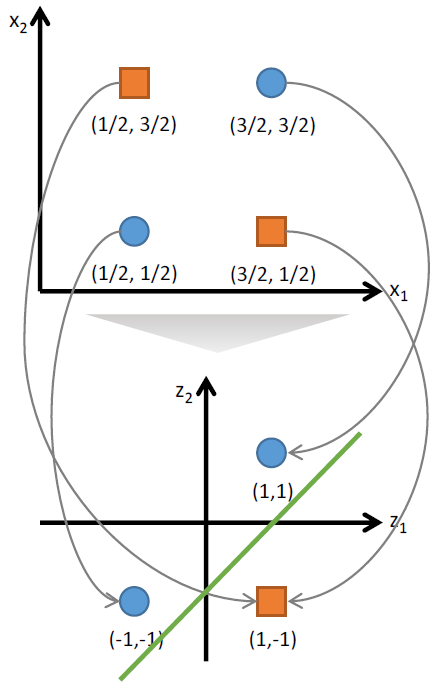 x2
(1/2, 3/2) (3/2, 3/2)
(1/2, 1/2) (3/2, 1/2)
x1
z2
(1,1)
z1
(-1,-1) (1,-1)